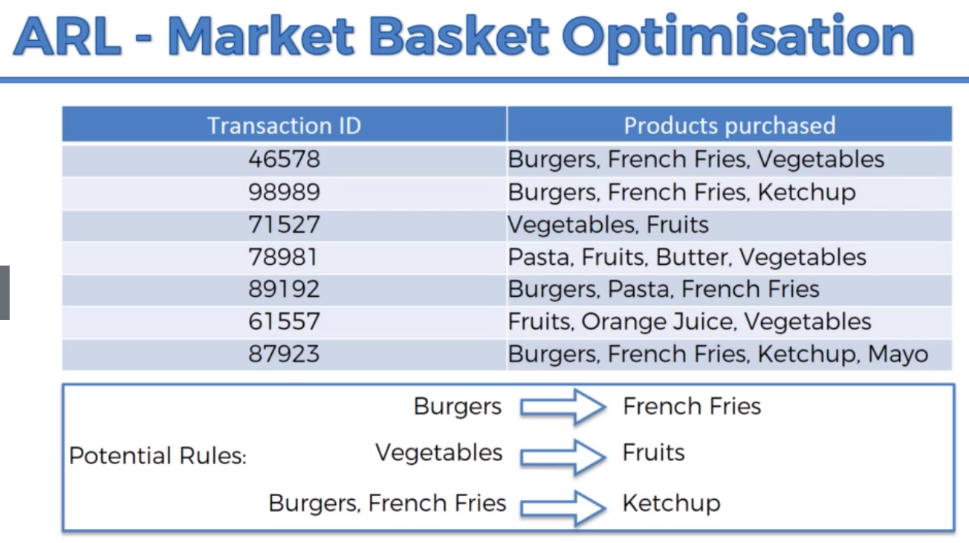 ARL - Market Basket Optimisation
Transaction ID Products purchased
46578 Burgers, French Fries, Vegetables
98989 Burgers, French Fries, Ketchup
71527 Vegetables, Fruits
78981 Pasta, Fruits, Butter, Vegetables
89192 Burgers, Pasta, French Fries
61557 Fruits, Orange Juice, Vegetables
87923 Burgers, French Fries, Ketchup, Mayo
Potential Rules:
Burgers French Fries
Vegetables Fruits
Burgers, French Fries Ketchup